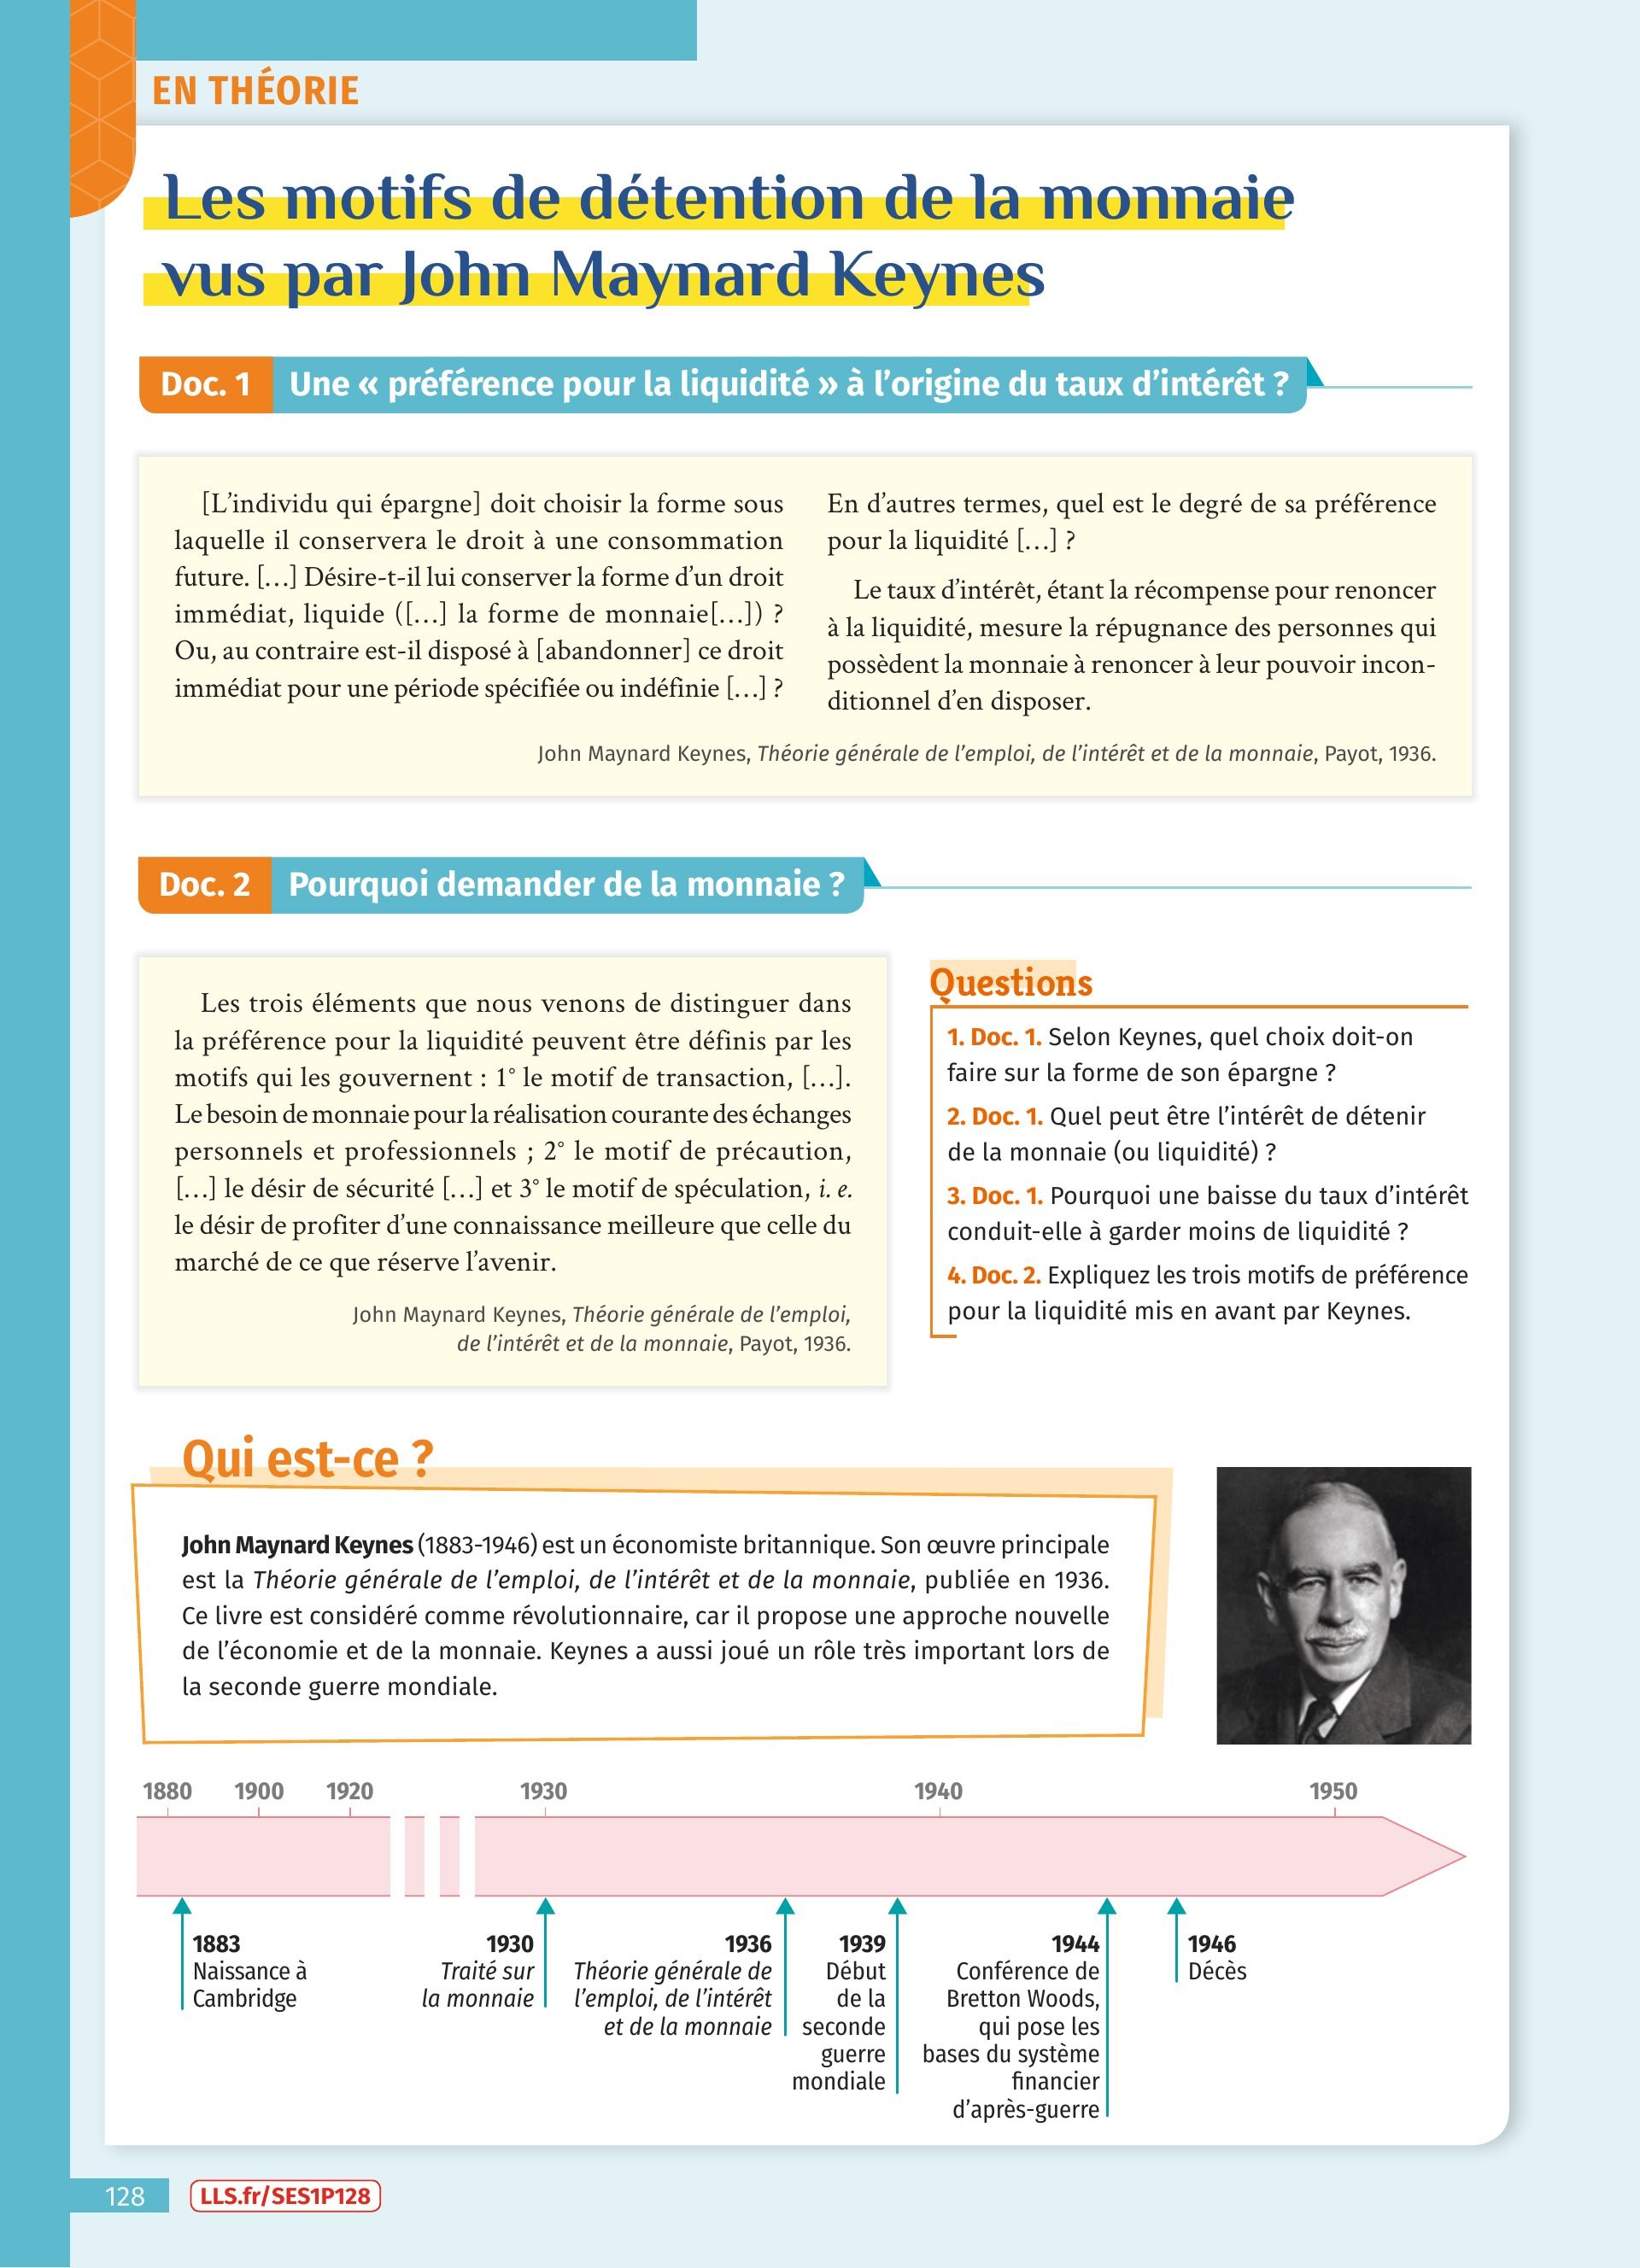 EN THÉORIE
Les motifs de détention de la monnaie
vus par John Maynard Keynes
Doc. 1 Une « préférence pour la liquidité » à l’origine du taux d’intérêt ?
[L’individu qui épargne] doit choisir la forme sous
laquelle il conservera le droit à une consommation
future. […] Désire-t-il lui conserver la forme d’un droit
immédiat, liquide ([…] la forme de monnaie[…]) ?
Ou, au contraire est-il disposé à [abandonner] ce droit
immédiat pour une période spécifiée ou indéfinie […] ?
En d’autres termes, quel est le degré de sa préférence
pour la liquidité […] ?
Le taux d’intérêt, étant la récompense pour renoncer
à la liquidité, mesure la répugnance des personnes qui
possèdent la monnaie à renoncer à leur pouvoir incon-
ditionnel d’en disposer.
John Maynard Keynes, Théorie générale de l’emploi, de l’intérêt et de la monnaie, Payot, 1936.
Doc. 2 Pourquoi demander de la monnaie ?
Les trois éléments que nous venons de distinguer dans
la préférence pour la liquidité peuvent être définis par les
motifs qui les gouvernent : 1° le motif de transaction, […].
Le besoin de monnaie pour la réalisation courante des échanges
personnels et professionnels ; 2° le motif de précaution,
[…] le désir de sécurité […] et 3° le motif de spéculation, i. e.
le désir de profiter d’une connaissance meilleure que celle du
marché de ce que réserve l’avenir.
John Maynard Keynes, Théorie générale de l’emploi,
de l’intérêt et de la monnaie, Payot, 1936.
Questions
1. Doc. 1. Selon Keynes, quel choix doit-on
faire sur la forme de son épargne ?
2. Doc. 1. Quel peut être l’intérêt de détenir
de la monnaie (ou liquidité) ?
3. Doc. 1. Pourquoi une baisse du taux d’intérêt
conduit-elle à garder moins de liquidité ?
4. Doc. 2. Expliquez les trois motifs de préférence
pour la liquidité mis en avant par Keynes.
Qui est-ce ?
John Maynard Keynes (1883-1946) est un économiste britannique. Son œuvre principale
est la Théorie générale de l’emploi, de l’intérêt et de la monnaie, publiée en 1936.
Ce livre est considéré comme révolutionnaire, car il propose une approche nouvelle
de l’économie et de la monnaie. Keynes a aussi joué un rôle très important lors de
la seconde guerre mondiale.
1880 1900 1920 1930 1940 1950
1883
Naissance à
Cambridge
1930
Traité sur
la monnaie
1936
Théorie générale de
l’emploi, de l’intérêt
et de la monnaie
1939
Début
de la
seconde
guerre
mondiale
1944
Conférence de
Bretton Woods,
qui pose les
bases du système
financier
d’après-guerre
1946
Décès
128
LLS.fr/SES1P128